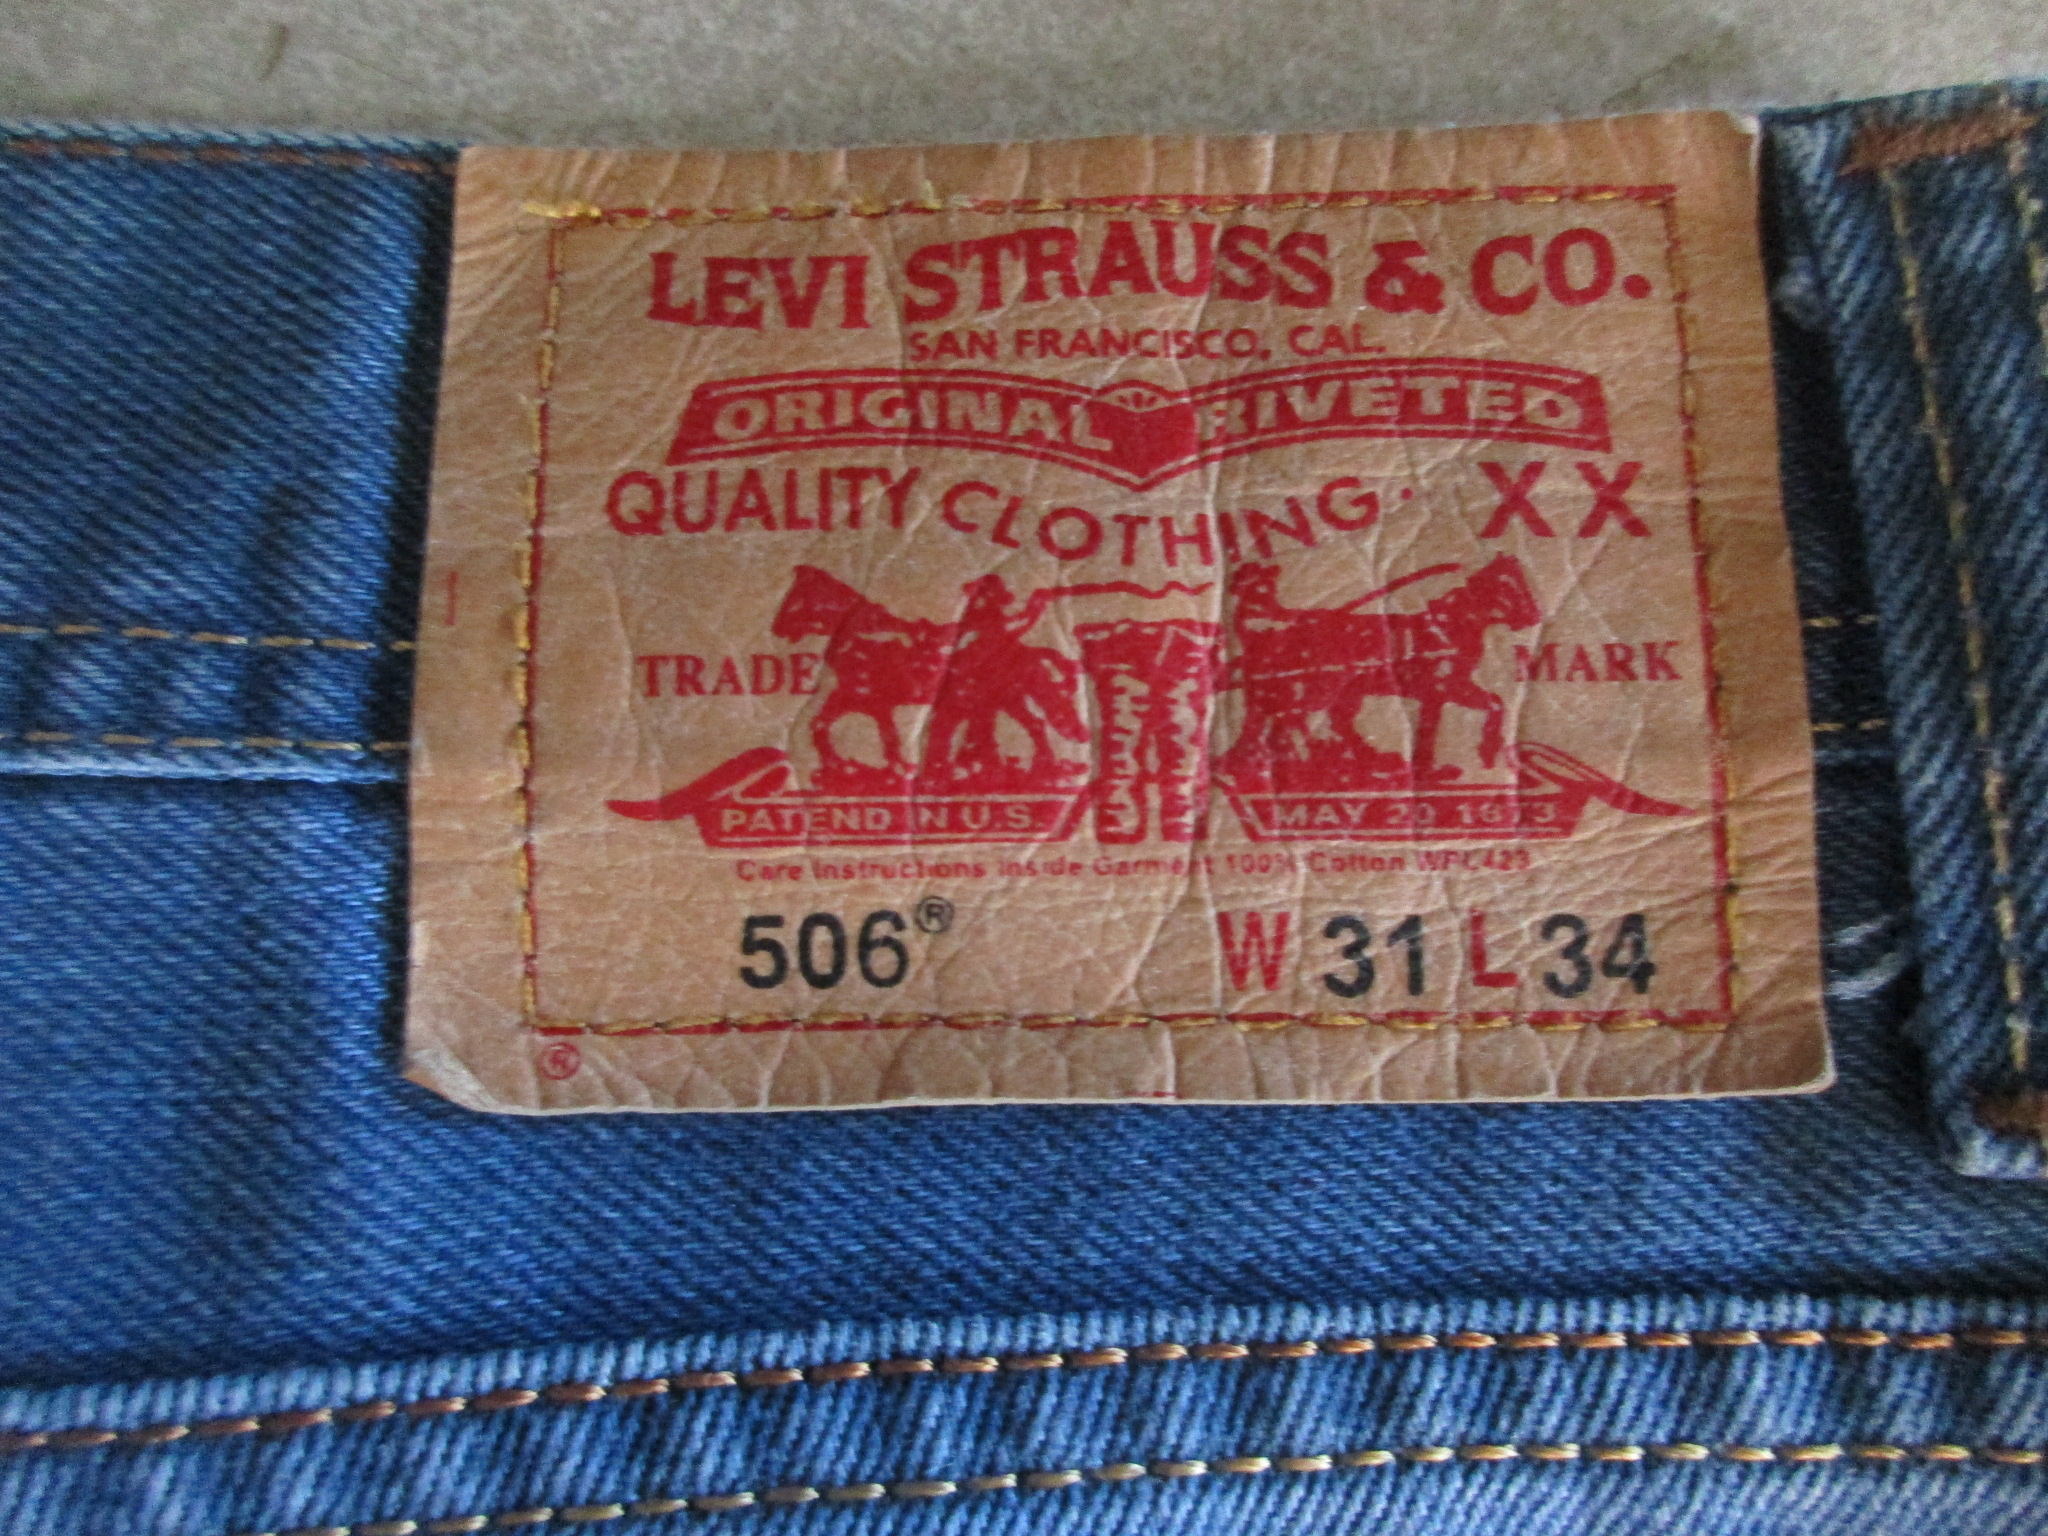 LEVI STRAUSS & CO.
SAN FRANCISCO, CAL.
ORIGINAL RIVETED
QUALITY CLOTHING. XX
TRADE MARK
PATEND IN U.S. MAY 20 1873
Care Instructions Inside Garment 100% Cotton WPL423
506® W 31 L 34
®